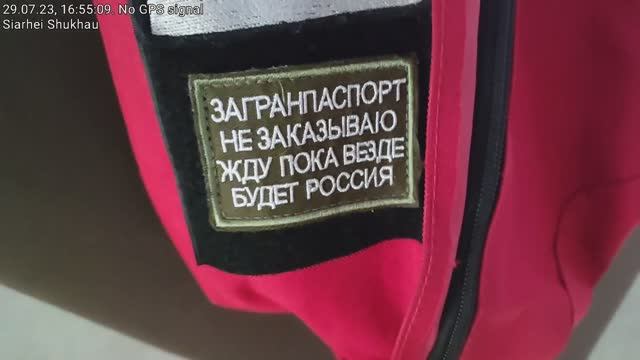 29.07.23, 16:55:09, No GPS signal
Siarhei Shukhau
ЗАГРАНПАСПОРТ
НЕ ЗАКАЗЫВАЮ
ЖДУ ПОКА ВЕЗДЕ
БУДЕТ РОССИЯ